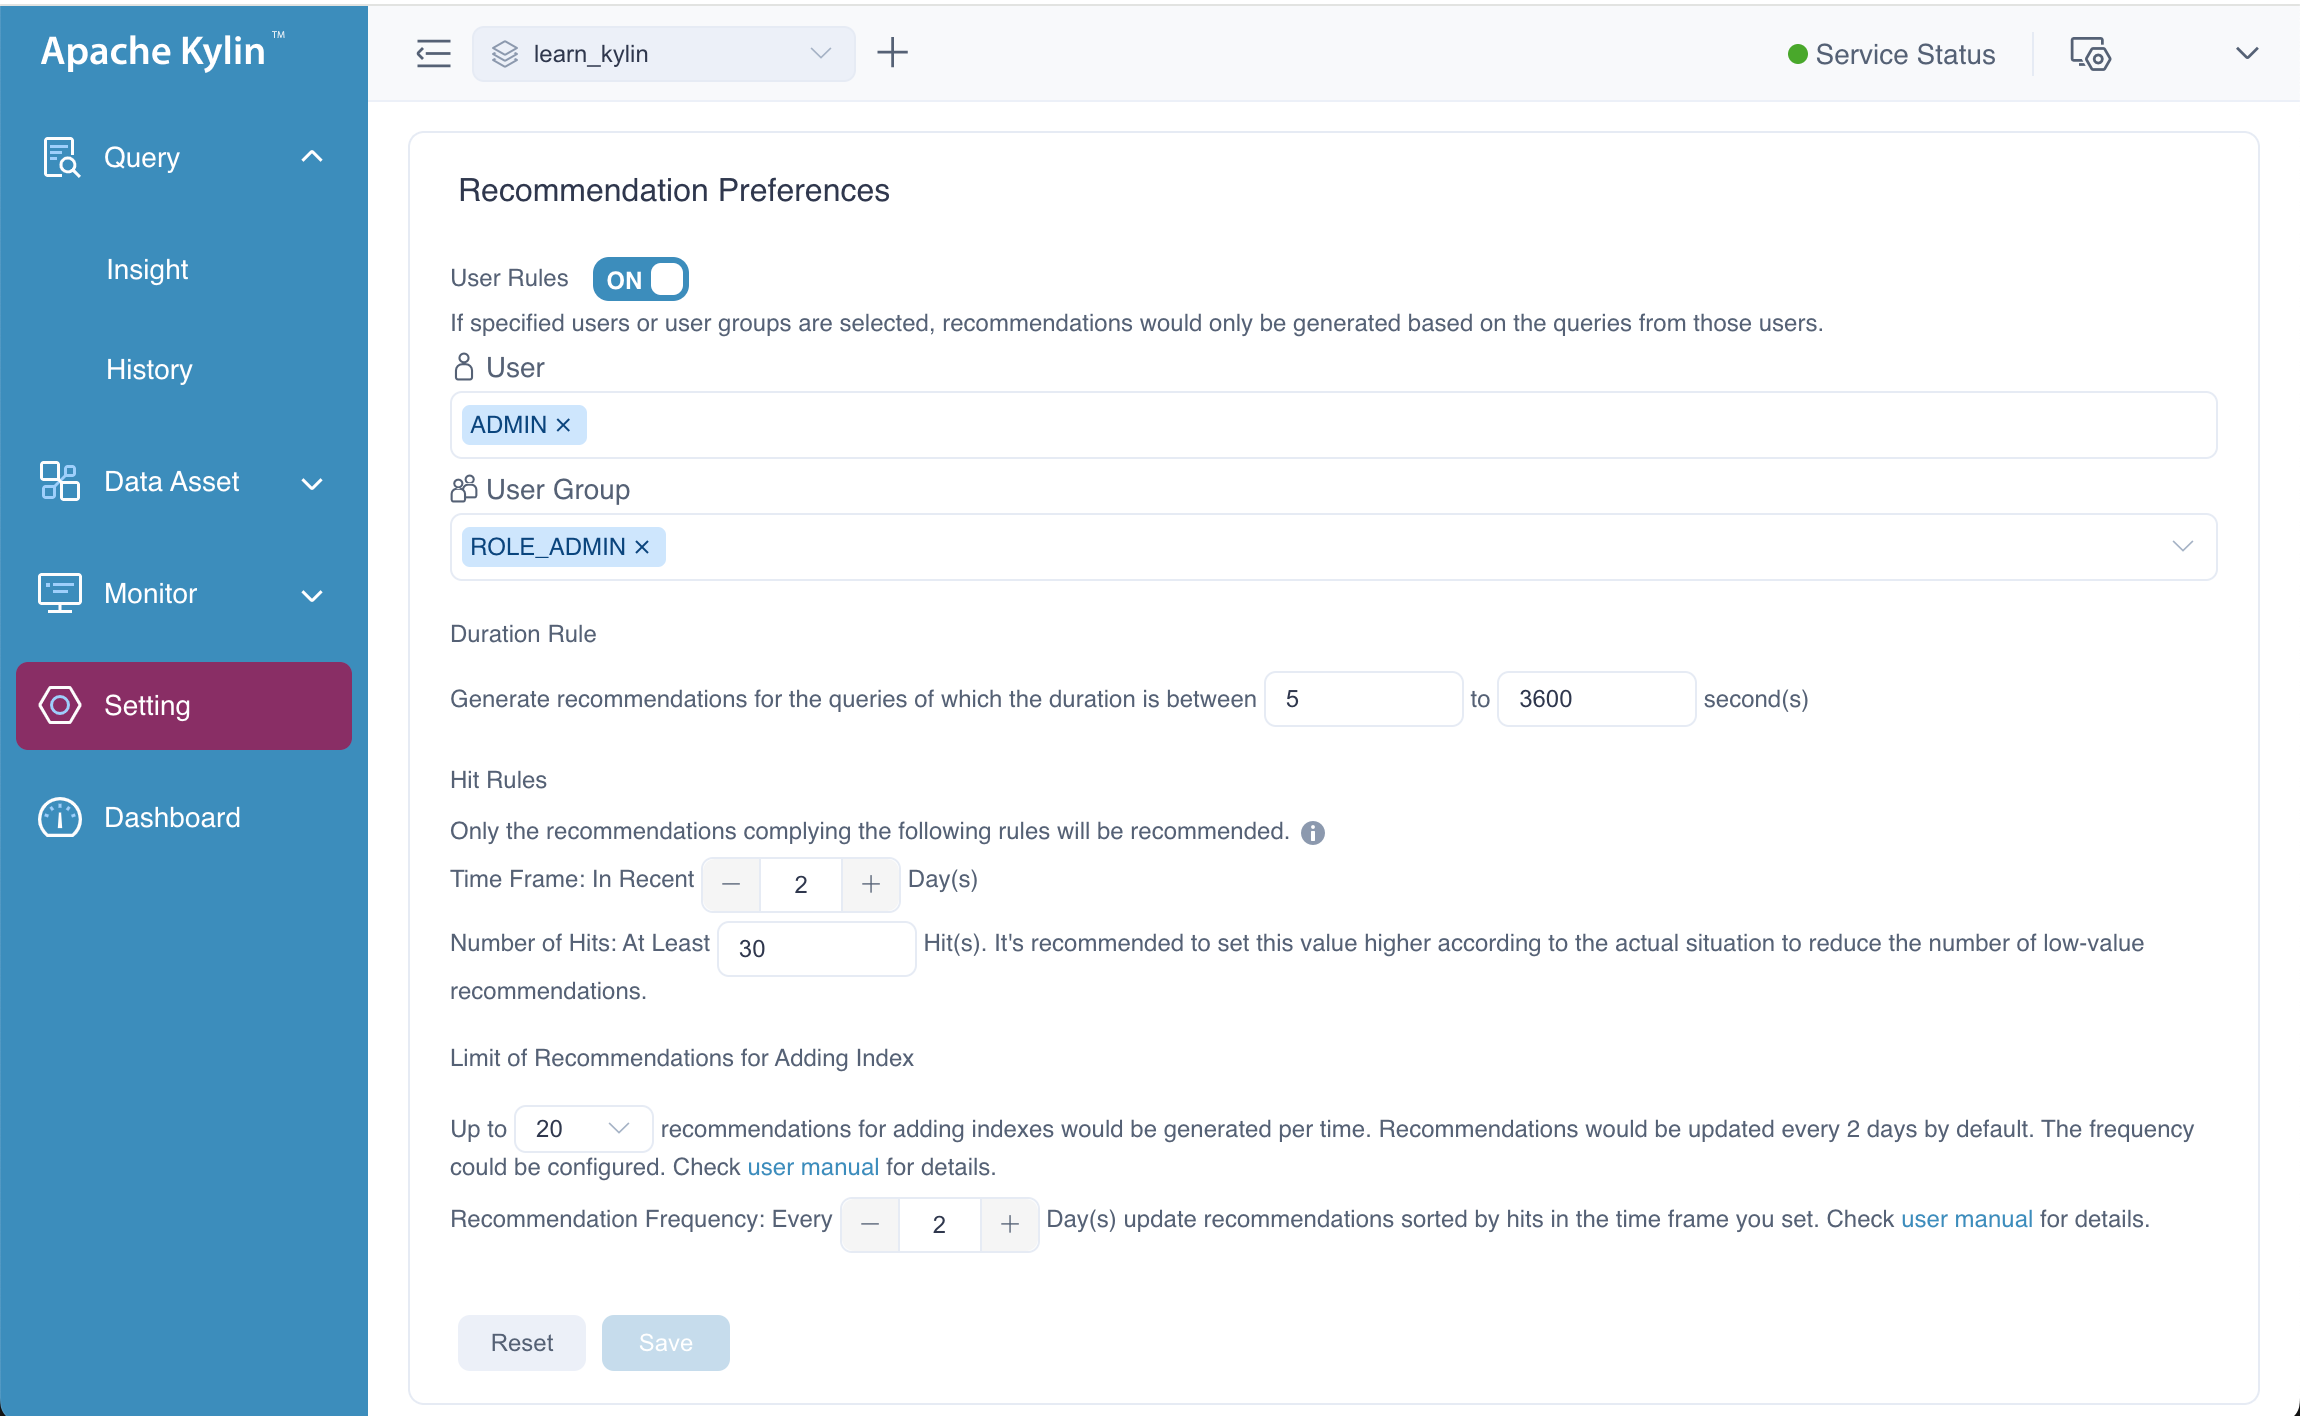 Apache Kylin ™
learn_kylin
Service Status
Query
Insight
History
Data Asset
Monitor
Setting
Dashboard
Recommendation Preferences
User Rules ON
If specified users or user groups are selected, recommendations would only be generated based on the queries from those users.
User
ADMIN
User Group
ROLE_ADMIN
Duration Rule
Generate recommendations for the queries of which the duration is between 5 to 3600 second(s)
Hit Rules
Only the recommendations complying the following rules will be recommended.
Time Frame: In Recent 2 Day(s)
Number of Hits: At Least 30 Hit(s). It's recommended to set this value higher according to the actual situation to reduce the number of low-value
recommendations.
Limit of Recommendations for Adding Index
Up to 20 recommendations for adding indexes would be generated per time. Recommendations would be updated every 2 days by default. The frequency
could be configured. Check user manual for details.
Recommendation Frequency: Every 2 Day(s) update recommendations sorted by hits in the time frame you set. Check user manual for details.
Reset Save